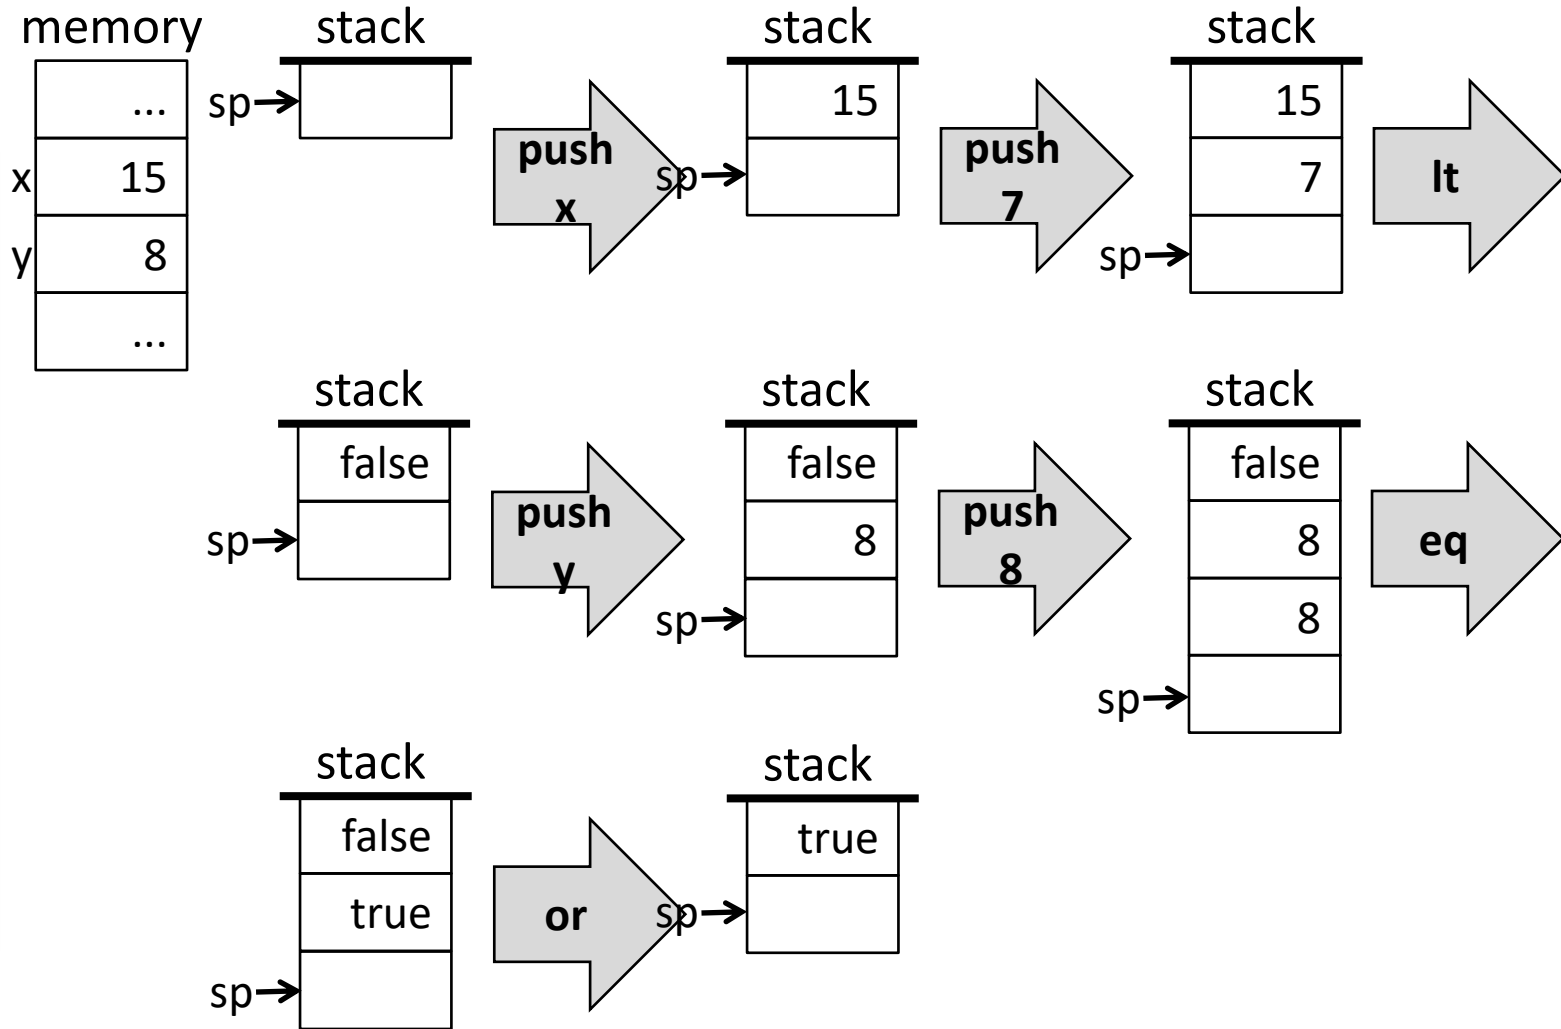 memory
stack
stack
stack
...
sp
15
15
x
15
push
x
sp
push
7
7
lt
y
8
sp
...
stack
stack
stack
false
false
false
sp
push
y
8
push
8
8
eq
sp
8
sp
stack
stack
false
true
true
or
sp
sp